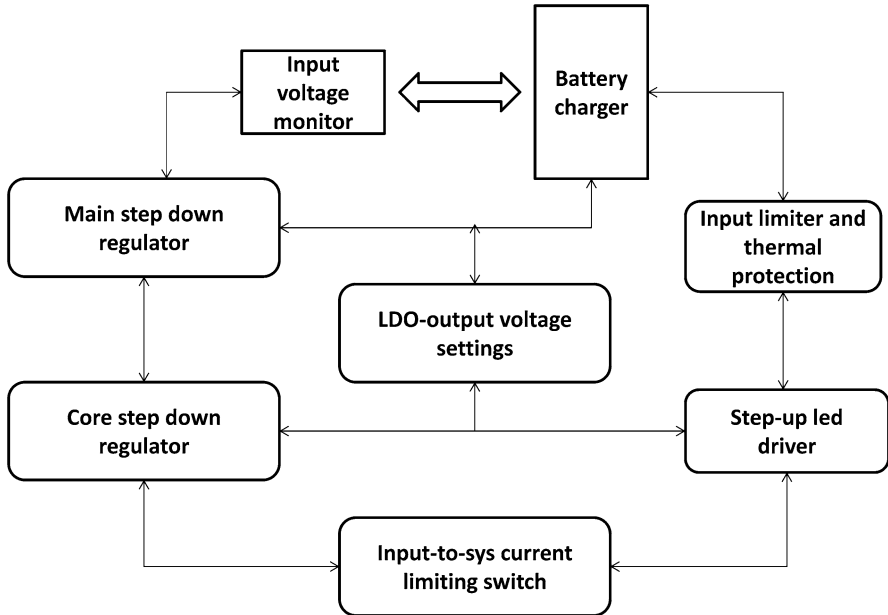 Input
voltage
monitor
Battery
charger
Main step down
regulator
Input limiter and
thermal
protection
LDO-output voltage
settings
Core step down
regulator
Step-up led
driver
Input-to-sys current
limiting switch